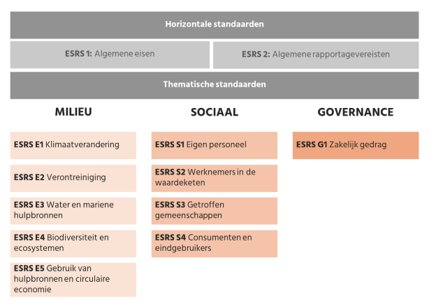 Horizontale standaarden
ESRS 1: Algemene eisen
ESRS 2: Algemene rapportagevereisten
Thematische standaarden
MILIEU
SOCIAAL
GOVERNANCE
ESRS E1 Klimaatverandering
ESRS S1 Eigen personeel
ESRS G1 Zakelijk gedrag
ESRS E2 Verontreiniging
ESRS S2 Werknemers in de
waardeketen
ESRS E3 Water en mariene
hulpbronnen
ESRS S3 Getroffen
gemeenschappen
ESRS E4 Biodiversiteit en
ecosystemen
ESRS S4 Consumenten en
eindgebruikers
ESRS E5 Gebruik van
hulpbronnen en circulaire
economie